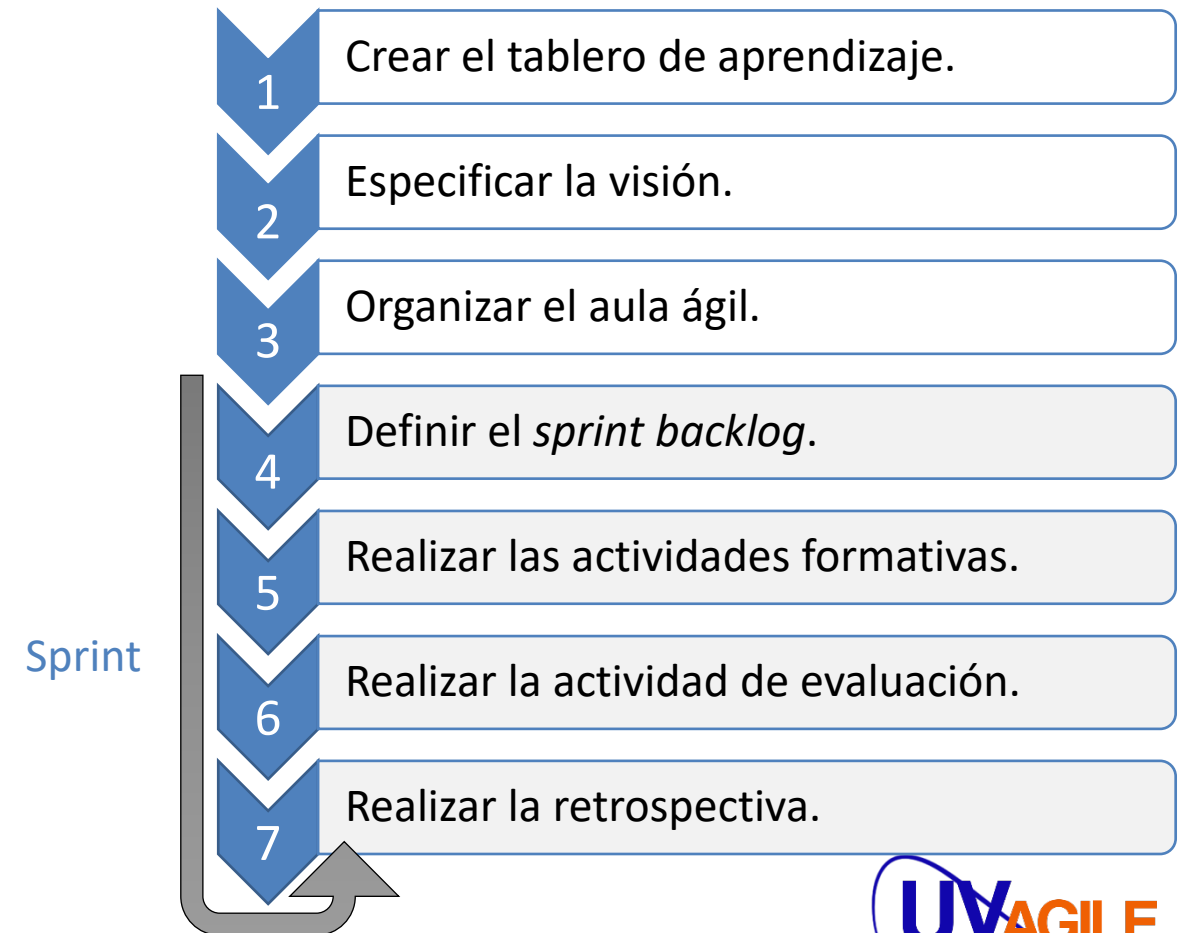 1
Crear el tablero de aprendizaje.
2
Especificar la visión.
3
Organizar el aula ágil.
4
Definir el sprint backlog.
5
Realizar las actividades formativas.
Sprint
6
Realizar la actividad de evaluación.
7
Realizar la retrospectiva.
UVAGILE